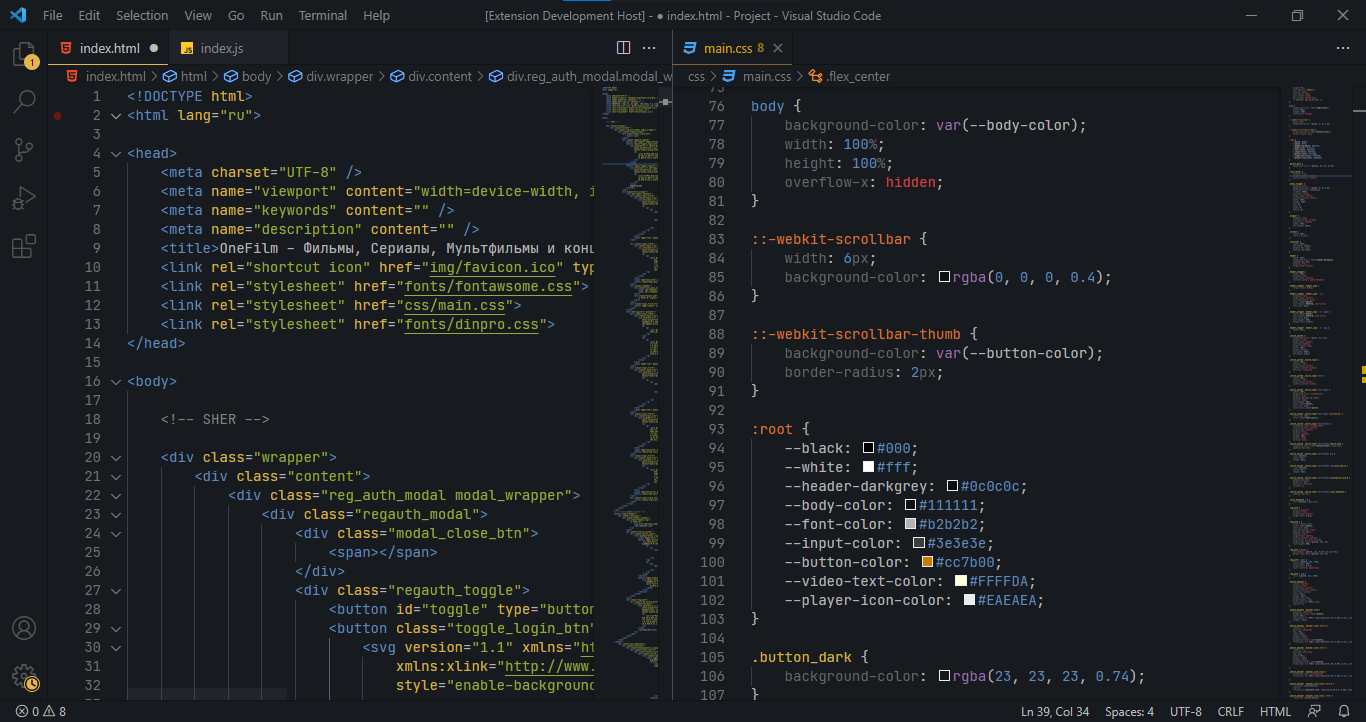 File Edit Selection View Go Run Terminal Help
[Extension Development Host] - ● index.html - Project - Visual Studio Code
index.html ●
index.js
main.css 8
index.html > html > body > div.wrapper > div.content > div.reg_auth_modal.modal_w
css > main.css > .flex_center
1
1 <!DOCTYPE html>
2 <html lang="ru">
3
4 <head>
5 <meta charset="UTF-8" />
6 <meta name="viewport" content="width=device-width, i
7 <meta name="keywords" content="" />
8 <meta name="description" content="" />
9 <title>OneFilm – Фильмы, Сериалы, Мультфильмы и конц
10 <link rel="shortcut icon" href="img/favicon.ico" typ
11 <link rel="stylesheet" href="fonts/fontawsome.css">
12 <link rel="stylesheet" href="css/main.css">
13 <link rel="stylesheet" href="fonts/dinpro.css">
14 </head>
15
16 <body>
17
18 <!-- SHER -->
19
20 <div class="wrapper">
21 <div class="content">
22 <div class="reg_auth_modal modal_wrapper">
23 <div class="regauth_modal">
24 <div class="modal_close_btn">
25 <span></span>
26 </div>
27 <div class="regauth_toggle">
28 <button id="toggle" type="button
29 <button class="toggle_login_btn"
30 <svg version="1.1" xmlns="ht
31 xmlns:xlink="http://www.
32 style="enable-background
75
76 body {
77 background-color: var(--body-color);
78 width: 100%;
79 height: 100%;
80 overflow-x: hidden;
81 }
82
83 ::-webkit-scrollbar {
84 width: 6px;
85 background-color: rgba(0, 0, 0, 0.4);
86 }
87
88 ::-webkit-scrollbar-thumb {
89 background-color: var(--button-color);
90 border-radius: 2px;
91 }
92
93 :root {
94 --black: #000;
95 --white: #fff;
96 --header-darkgrey: #0c0c0c;
97 --body-color: #111111;
98 --font-color: #b2b2b2;
99 --input-color: #3e3e3e;
100 --button-color: #cc7b00;
101 --video-text-color: #FFFFDA;
102 --player-icon-color: #EAEAEA;
103 }
104
105 .button_dark {
106 background-color: rgba(23, 23, 23, 0.74);
107 }
0 8
Ln 39, Col 34 Spaces: 4 UTF-8 CRLF HTML